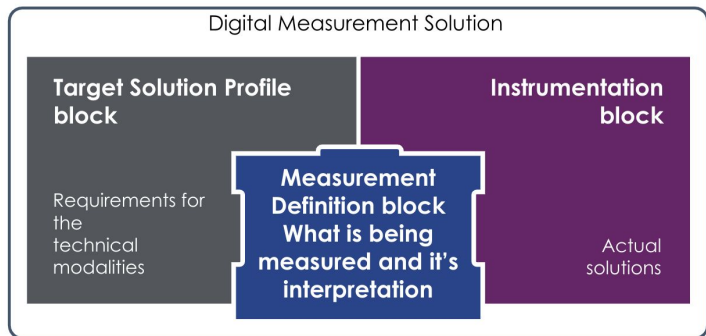 Digital Measurement Solution
Target Solution Profile
block
Requirements for
the
technical
modalities
Instrumentation
block
Actual
solutions
Measurement
Definition block
What is being
measured and it's
interpretation